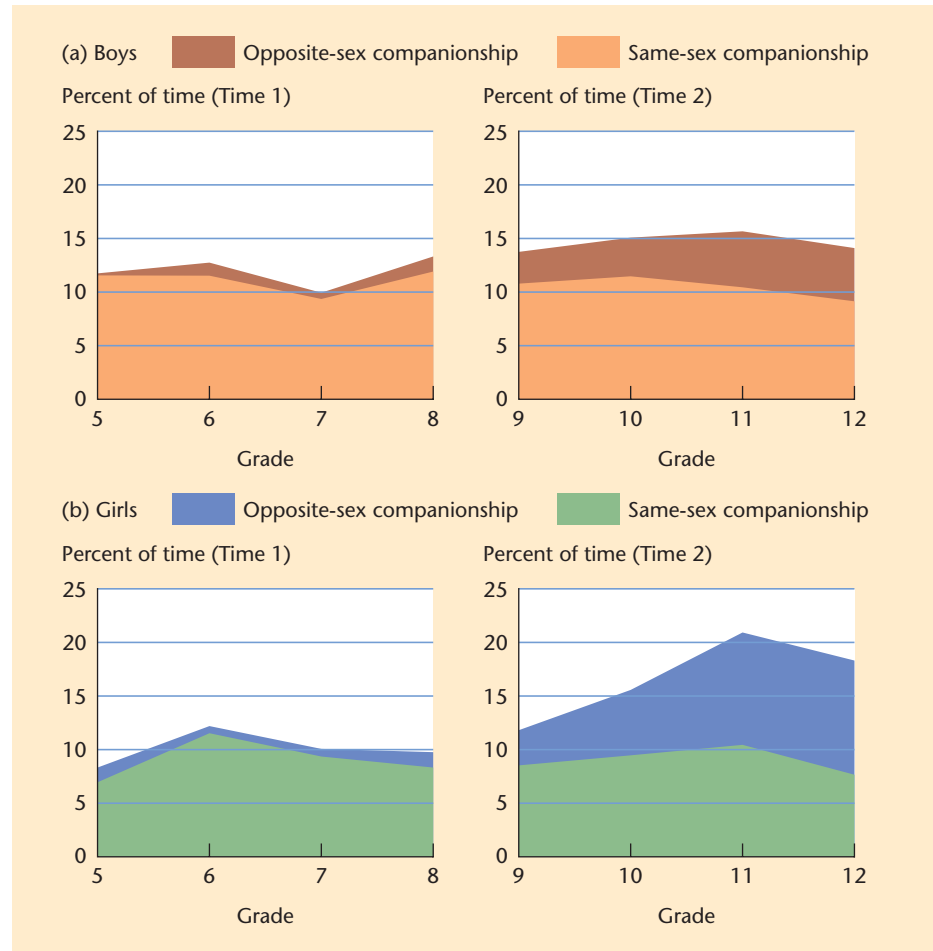 (a) Boys Opposite-sex companionship Same-sex companionship
Percent of time (Time 1) Percent of time (Time 2)
25 25
20 20
15 15
10 10
5 5
0 0
5 6 7 8 9 10 11 12
Grade Grade
(b) Girls Opposite-sex companionship Same-sex companionship
Percent of time (Time 1) Percent of time (Time 2)
25 25
20 20
15 15
10 10
5 5
0 0
5 6 7 8 9 10 11 12
Grade Grade